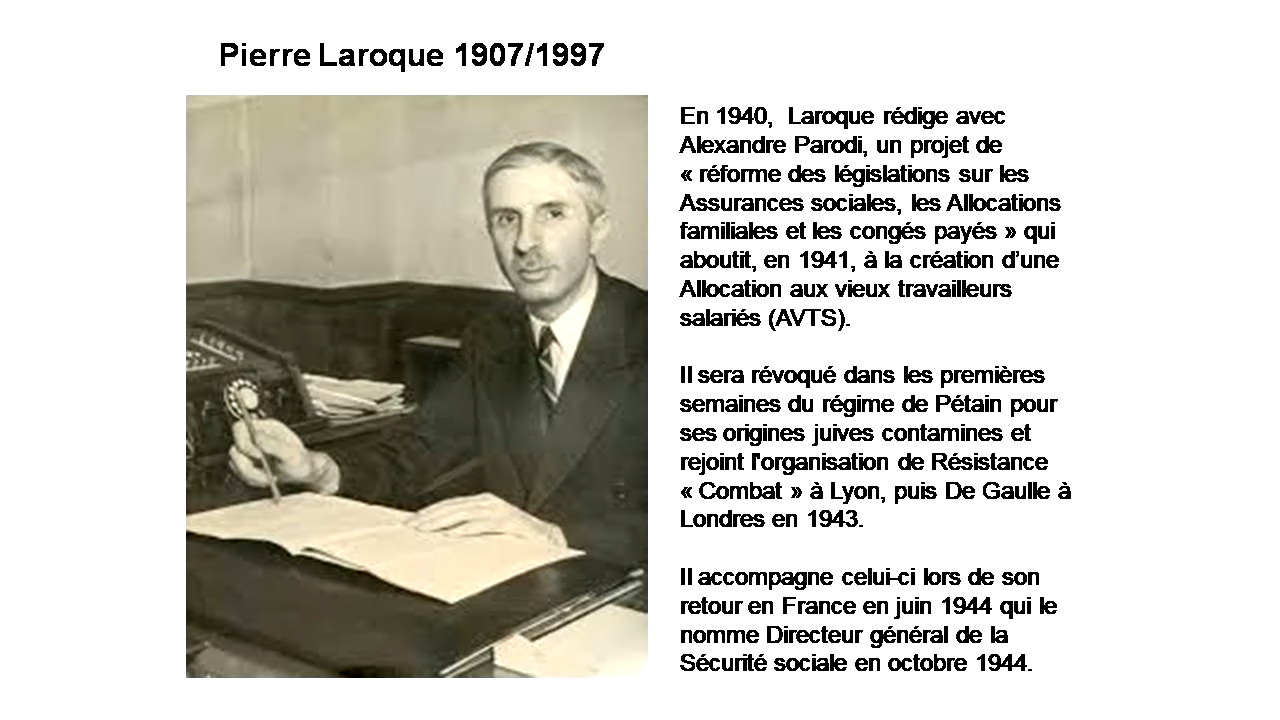 Pierre Laroque 1907/1997
En 1940, Laroque rédige avec
Alexandre Parodi, un projet de
« réforme des législations sur les
Assurances sociales, les Allocations
familiales et les congés payés » qui
aboutit, en 1941, à la création d'une
Allocation aux vieux travailleurs
salariés (AVTS).
Il sera révoqué dans les premières
semaines du régime de Pétain pour
ses origines juives contamines et
rejoint l'organisation de Résistance
« Combat » à Lyon, puis De Gaulle à
Londres en 1943.
Il accompagne celui-ci lors de son
retour en France en juin 1944 qui le
nomme Directeur général de la
Sécurité sociale en octobre 1944.